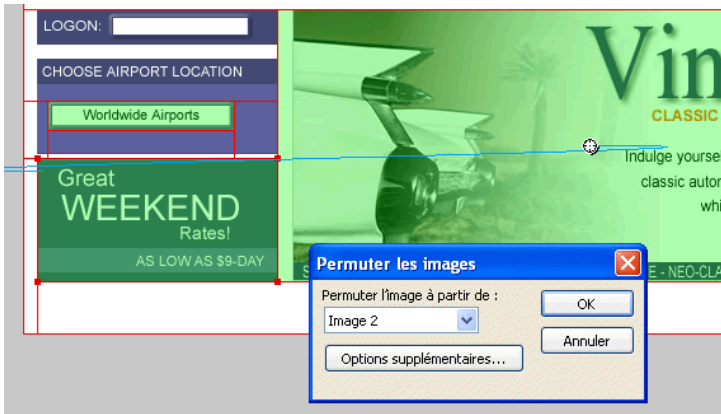 LOGON:
CHOOSE AIRPORT LOCATION
Worldwide Airports
Great
WEEKEND
Rates!
AS LOW AS $9-DAY
Vin
CLASSIC
Indulge yoursel
classic autor
whi
S
E - NEO-CLA
Permuter les images
Permuter l'image à partir de :
Image 2
OK
Annuler
Options supplémentaires...